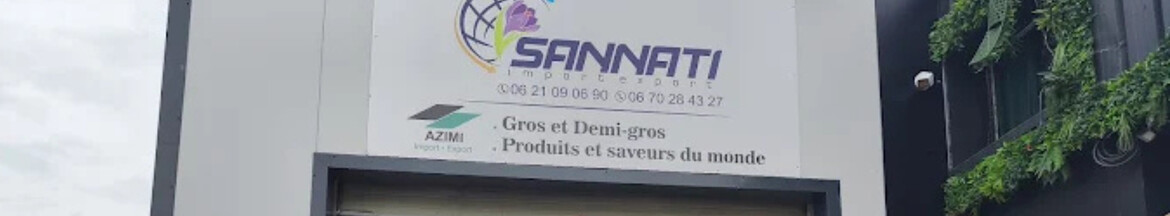 SANNATI
import export
06 21 09 06 90 06 70 28 43 27
AZIMI
Import - Export
. Gros et Demi-gros
. Produits et saveurs du monde